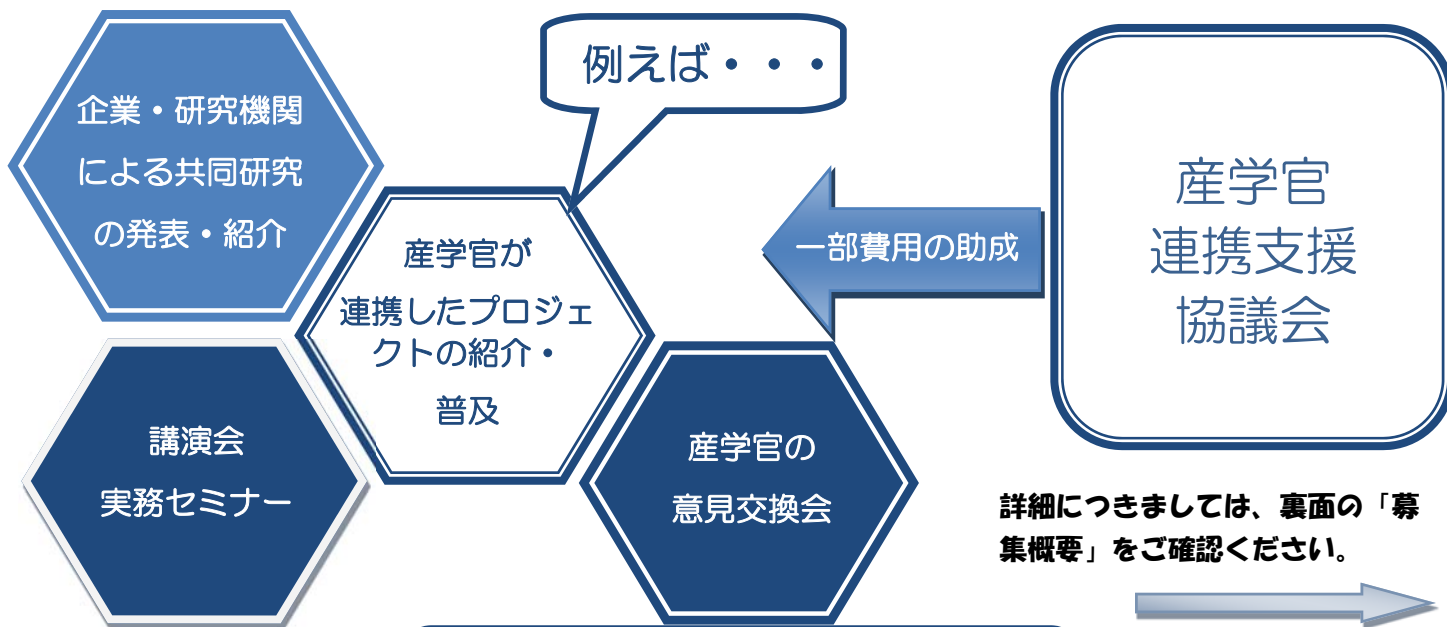 例えば・・・
企業・研究機関
による共同研究
の発表・紹介
産学官が
連携したプロジェ
クトの紹介・
普及
講演会
実務セミナー
産学官の
意見交換会
一部費用の助成
産学官
連携支援
協議会
詳細につきましては、裏面の「募
集概要」をご確認ください。